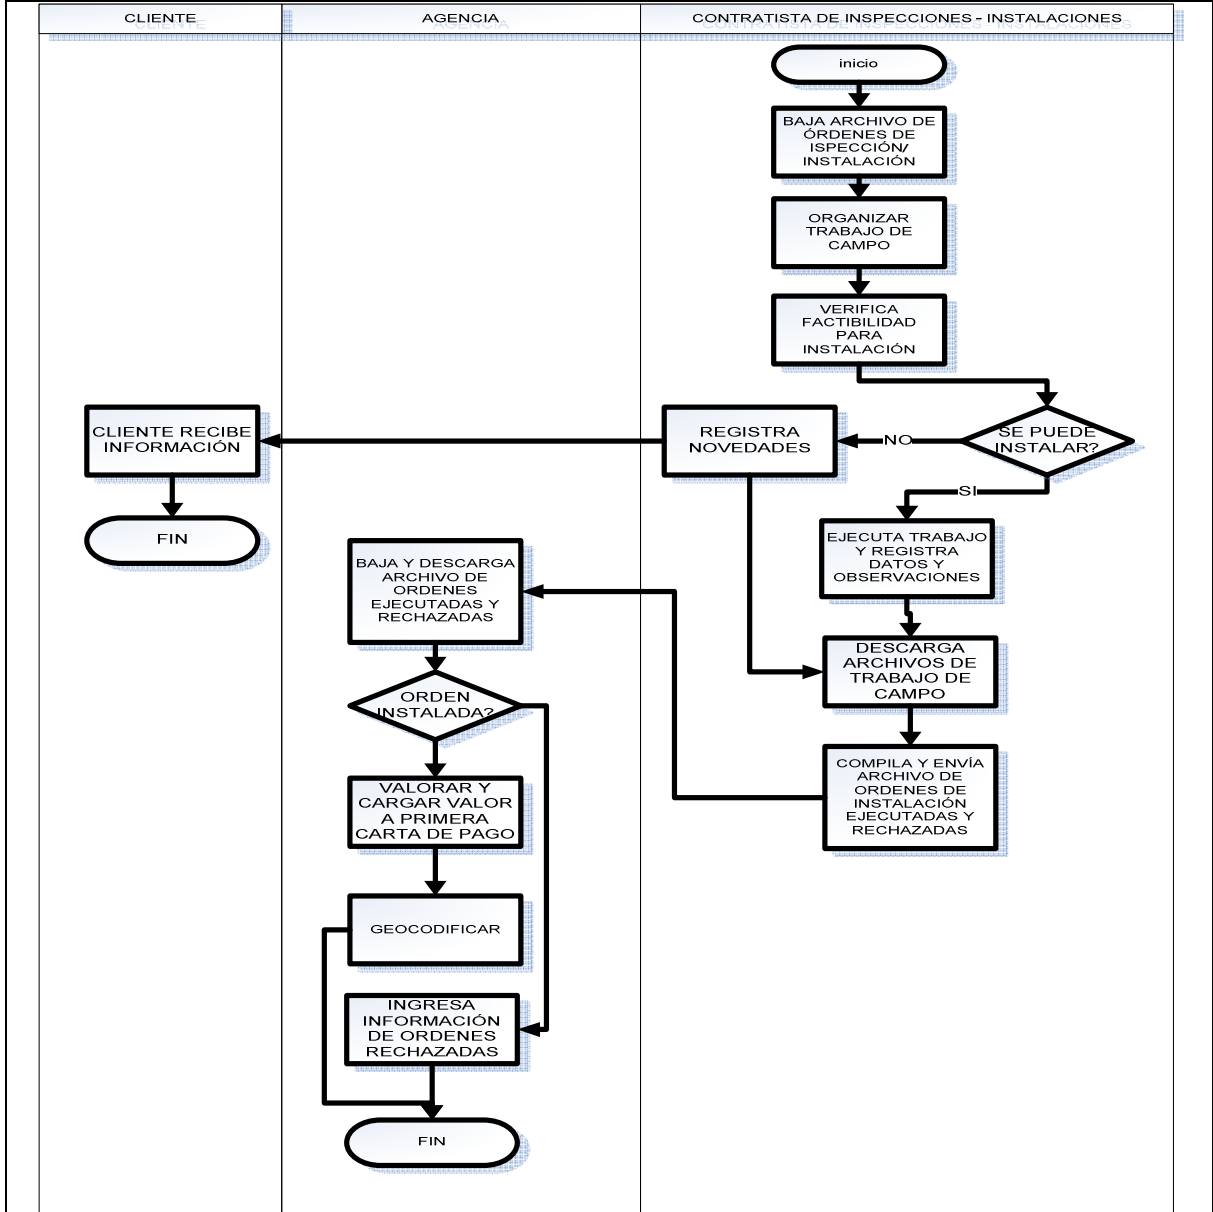 CLIENTE
AGENCIA
CONTRATISTA DE INSPECCIONES - INSTALACIONES
inicio
BAJA ARCHIVO DE
ÓRDENES DE
ISPECCIÓN/
INSTALACIÓN
ORGANIZAR
TRABAJO DE
CAMPO
VERIFICA
FACTIBILIDAD
PARA
INSTALACIÓN
SE PUEDE
INSTALAR?
NO
REGISTRA
NOVEDADES
CLIENTE RECIBE
INFORMACIÓN
FIN
SI
EJECUTA TRABAJO
Y REGISTRA
DATOS Y
OBSERVACIONES
DESCARGA
ARCHIVOS DE
TRABAJO DE
CAMPO
COMPILA Y ENVÍA
ARCHIVO DE
ORDENES DE
INSTALACIÓN
EJECUTADAS Y
RECHAZADAS
BAJA Y DESCARGA
ARCHIVO DE
ORDENES
EJECUTADAS Y
RECHAZADAS
ORDEN
INSTALADA?
VALORAR Y
CARGAR VALOR
A PRIMERA
CARTA DE PAGO
GEOCODIFICAR
INGRESA
INFORMACIÓN
DE ORDENES
RECHAZADAS
FIN